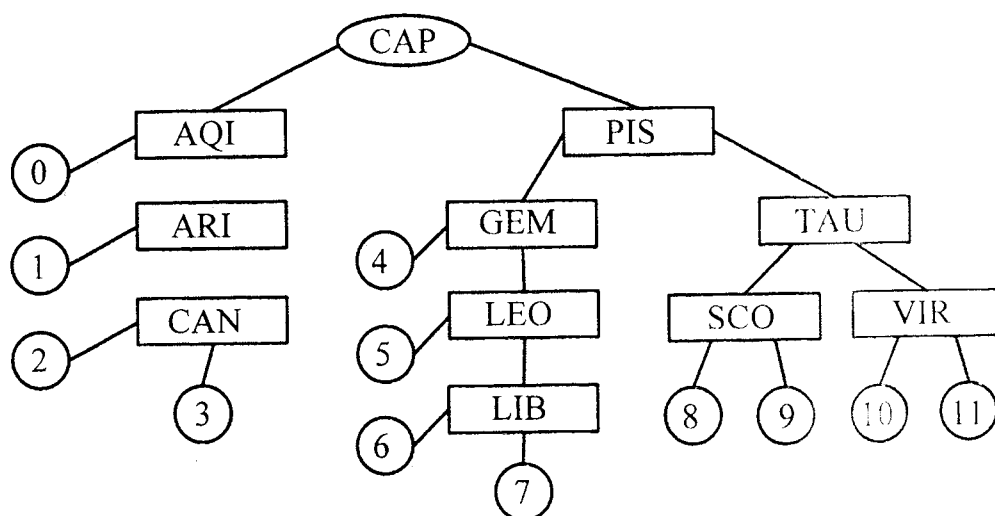 CAP
AQI PIS
0
ARI GEM TAU
1 4
CAN LEO SCO VIR
2 5
3 LIB 8 9 10 11
6
7